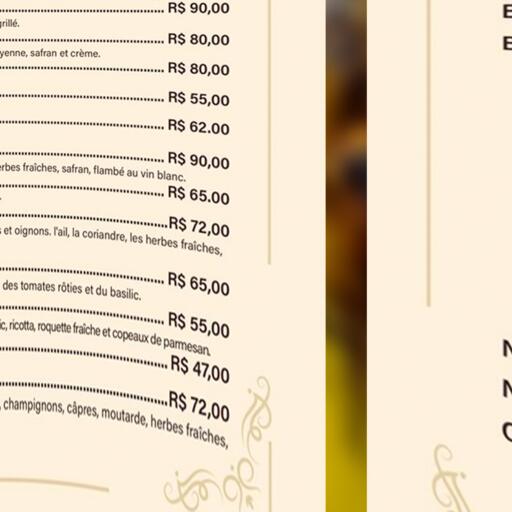 R$ 90,00
grillé.
R$ 80,00
yenne, safran et crème.
R$ 80,00
R$ 55,00
R$ 62.00
R$ 90,00
erbes fraîches, safran, flambé au vin blanc.
R$ 65.00
R$ 72,00
s et oignons. l'ail, la coriandre, les herbes fraîches,
R$ 65,00
des tomates rôties et du basilic.
R$ 55,00
ic, ricotta, roquette fraîche et copeaux de parmesan.
R$ 47,00
R$ 72,00
, champignons, câpres, moutarde, herbes fraîches,